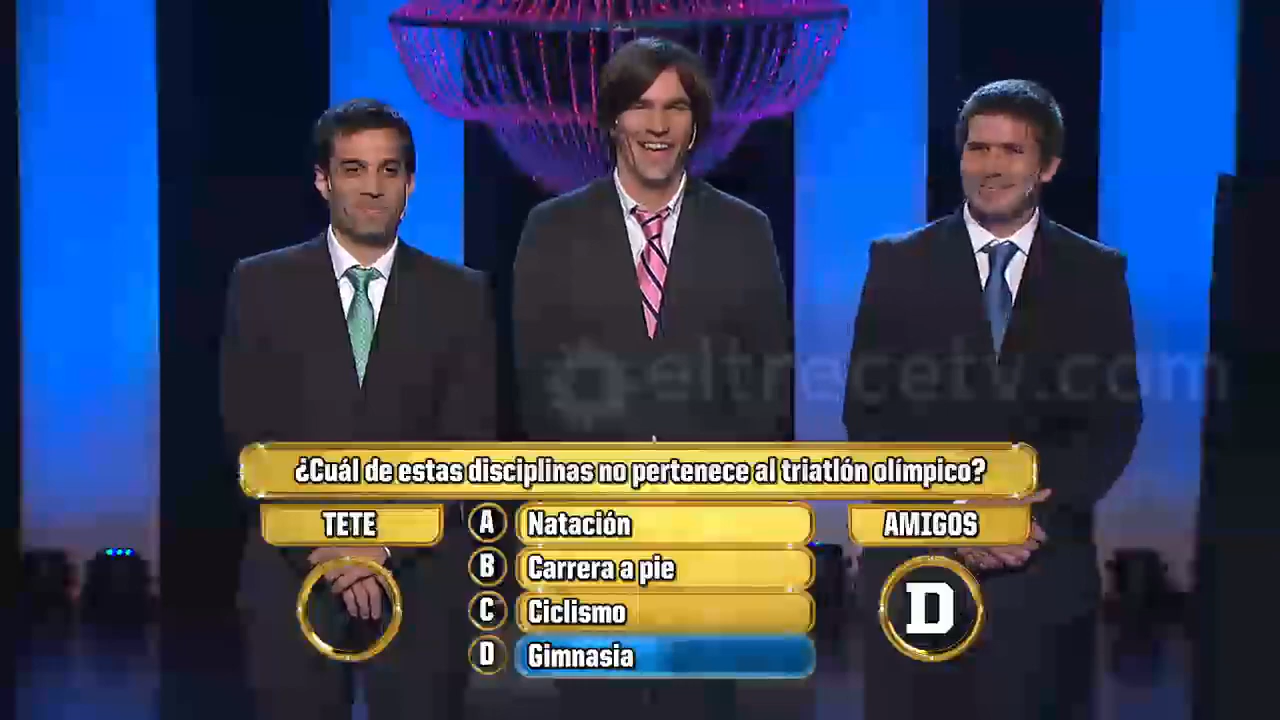 eltrecetv.com
¿Cuál de estas disciplinas no pertenece al triatlón olímpico?
TETE
A Natación
AMIGOS
B Carrera a pie
C Ciclismo
D
D Gimnasia